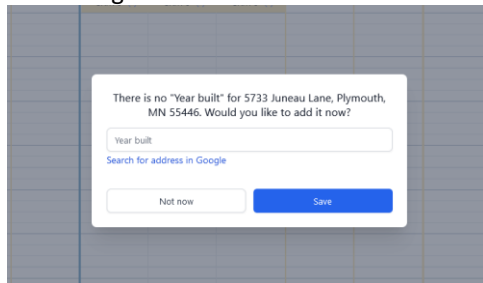 There is no "Year built" for 5733 Juneau Lane, Plymouth,
MN 55446. Would you like to add it now?
Year built
Search for address in Google
Not now
Save